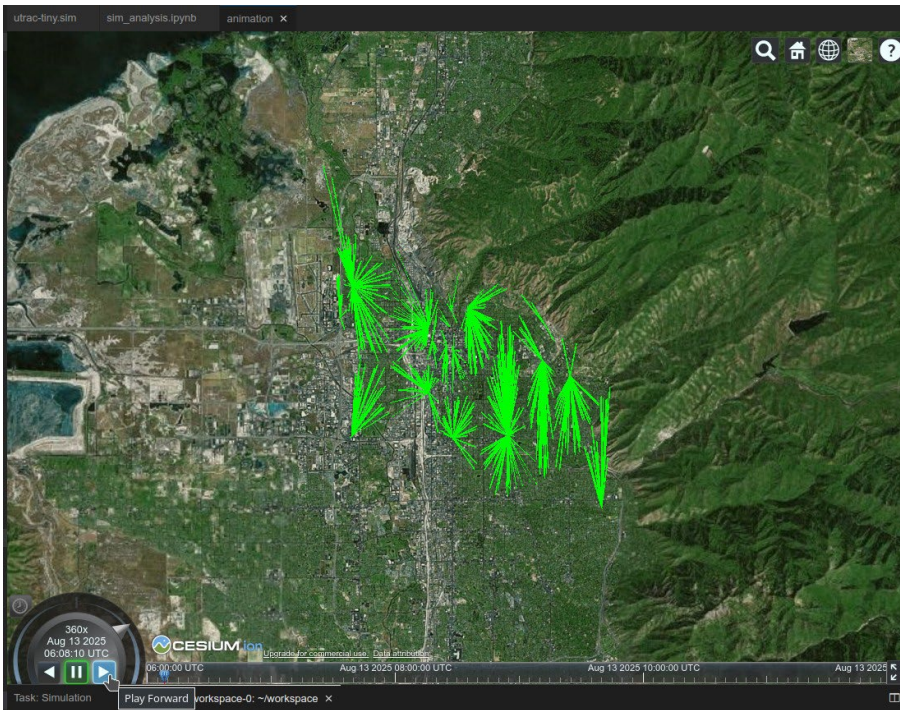 utrac-tiny.sim sim_analysis.ipynb animation ×
?
360x
Aug 13 2025
06:08:10 UTC
CESIUM ion
Upgrade for commercial use. Data attribution
06:00:00 UTC Aug 13 2025 08:00:00 UTC Aug 13 2025 10:00:00 UTC Aug 13 2025
Task: Simulation Play Forward workspace-0: ~/workspace ×